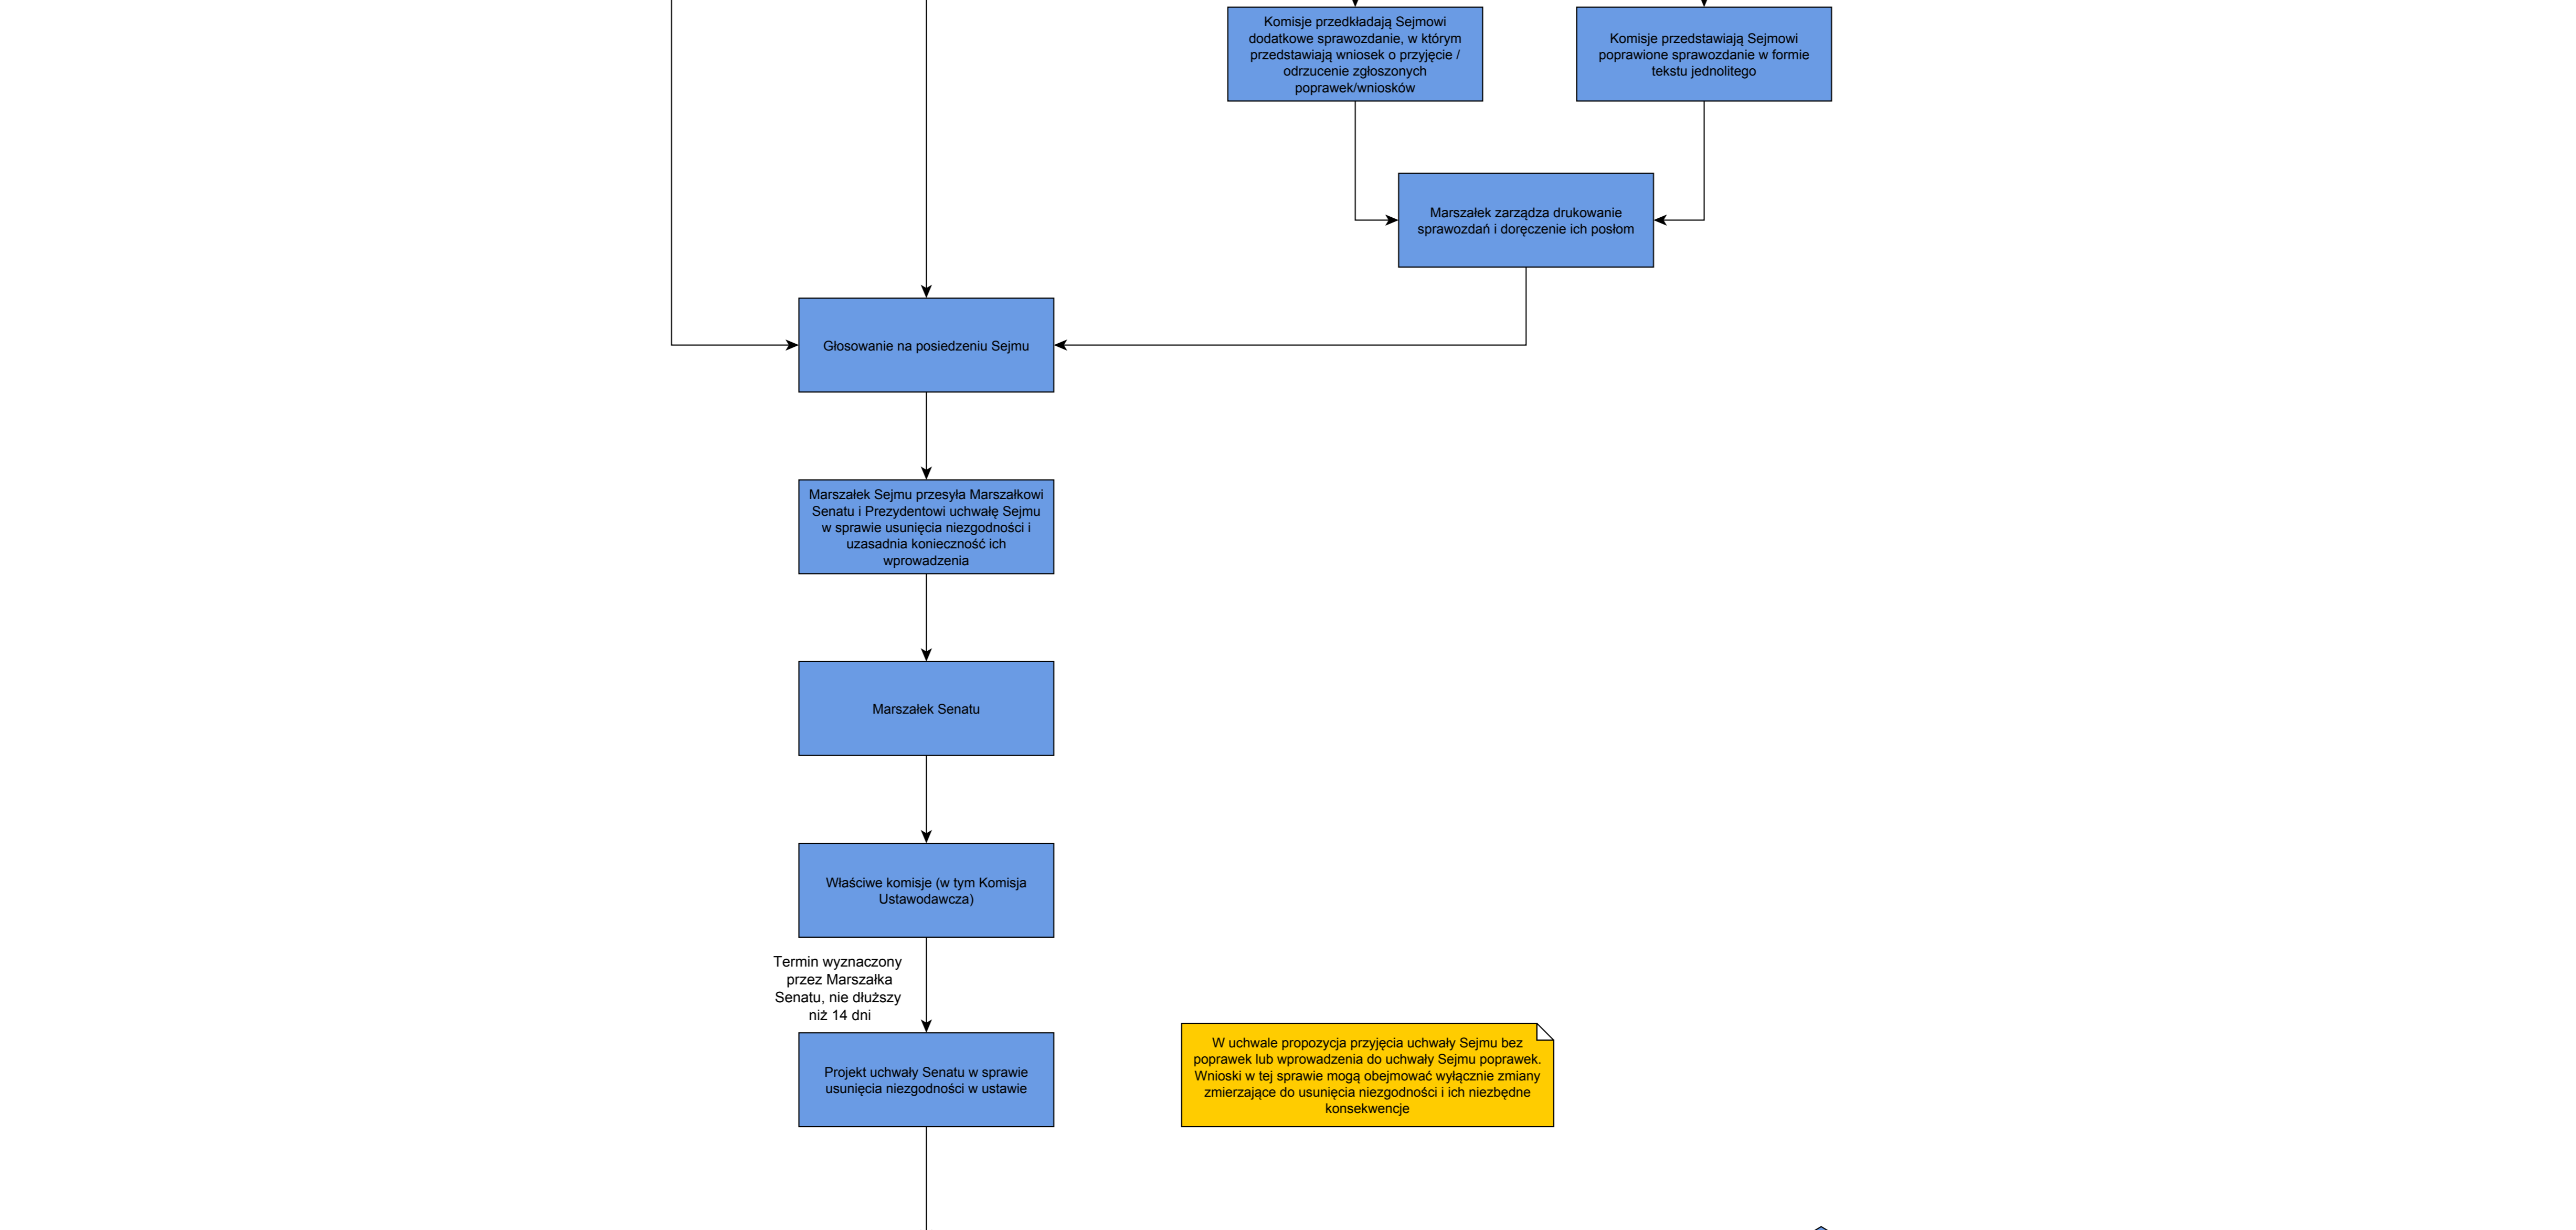 Komisje przedkładają Sejmowi
dodatkowe sprawozdanie, w którym
przedstawiają wniosek o przyjęcie /
odrzucenie zgłoszonych
poprawek/wniosków
Komisje przedstawiają Sejmowi
poprawione sprawozdanie w formie
tekstu jednolitego
Marszałek zarządza drukowanie
sprawozdań i doręczenie ich posłom
Głosowanie na posiedzeniu Sejmu
Marszałek Sejmu przesyła Marszałkowi
Senatu i Prezydentowi uchwałę Sejmu
w sprawie usunięcia niezgodności i
uzasadnia konieczność ich
wprowadzenia
Marszałek Senatu
Właściwe komisje (w tym Komisja
Ustawodawcza)
Termin wyznaczony
przez Marszałka
Senatu, nie dłuższy
niż 14 dni
Projekt uchwały Senatu w sprawie
usunięcia niezgodności w ustawie
W uchwale propozycja przyjęcia uchwały Sejmu bez
poprawek lub wprowadzenia do uchwały Sejmu poprawek.
Wnioski w tej sprawie mogą obejmować wyłącznie zmiany
zmierzające do usunięcia niezgodności i ich niezbędne
konsekwencje